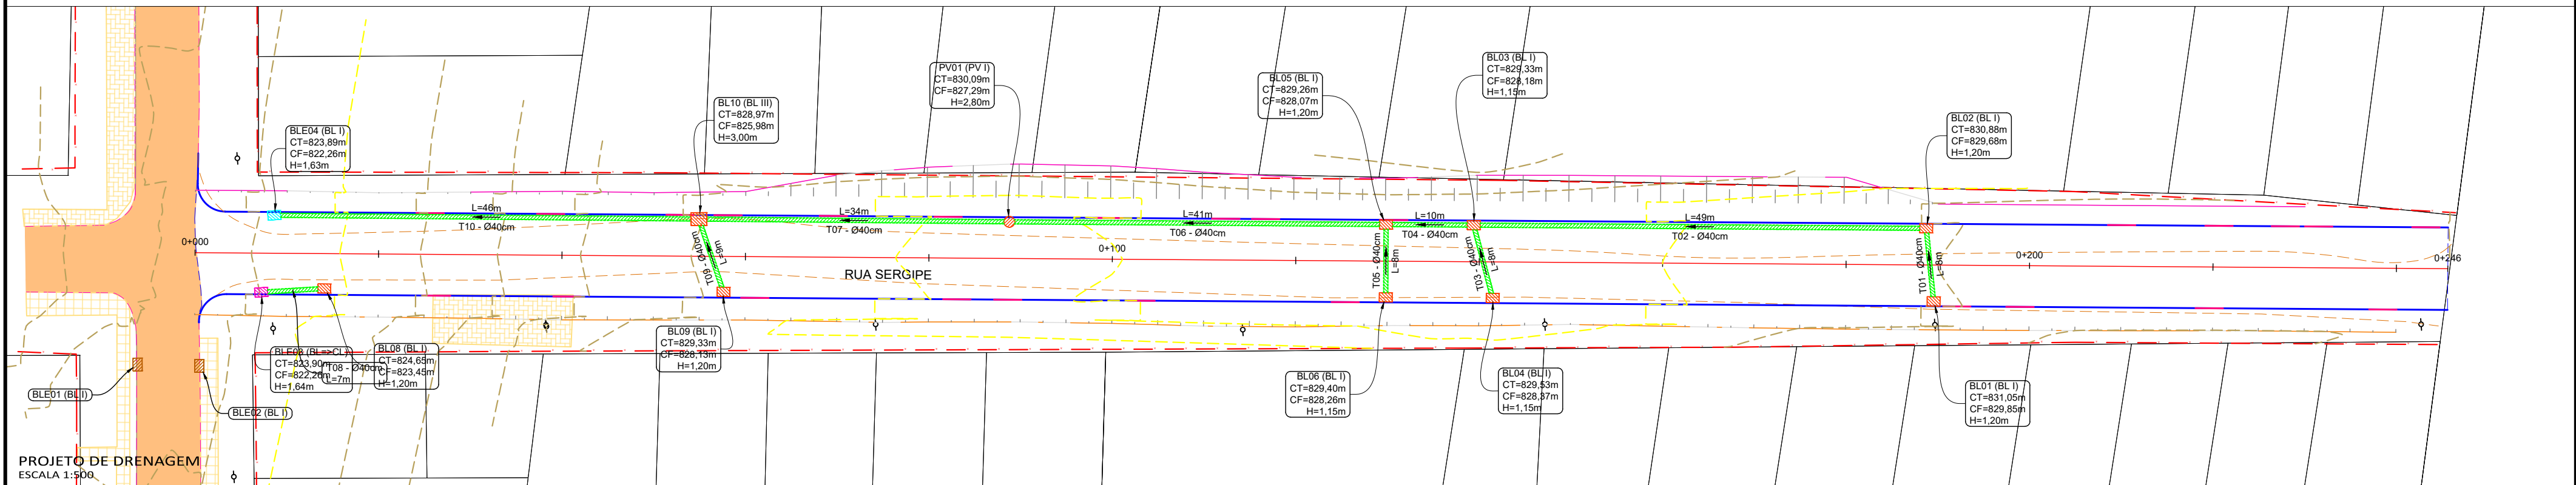 BLE04 (BL I)
CT=823,89m
CF=822,26m
H=1,63m
BL10 (BL III)
CT=828,97m
CF=825,98m
H=3,00m
PV01 (PV I)
CT=830,09m
CF=827,29m
H=2,80m
BL05 (BL I)
CT=829,26m
CF=828,07m
H=1,20m
BL03 (BL I)
CT=829,33m
CF=828,18m
H=1,15m
BL02 (BL I)
CT=830,88m
CF=829,68m
H=1,20m
L=46m
T10 - Ø40cm
L=34m
T07 - Ø40cm
L=41m
T06 - Ø40cm
L=10m
T04 - Ø40cm
L=49m
T02 - Ø40cm
T09 - Ø40cm
L=9m
T05 - Ø40cm
L=8m
T03 - Ø40cm
L=8m
T01 - Ø40cm
L=8m
0+000
0+100
0+200
0+246
RUA SERGIPE
BLE03 (BL=>CL)
CT=823,90m
CF=822,26m
H=1,64m
T08 - Ø40cm
L=7m
BL08 (BL I)
CT=824,65m
CF=823,45m
H=1,20m
BL09 (BL I)
CT=829,33m
CF=828,13m
H=1,20m
BL06 (BL I)
CT=829,40m
CF=828,26m
H=1,15m
BL04 (BL I)
CT=829,53m
CF=828,37m
H=1,15m
BL01 (BL I)
CT=831,05m
CF=829,85m
H=1,20m
BLE01 (BL I)
BLE02 (BL I)
PROJETO DE DRENAGEM
ESCALA 1:500